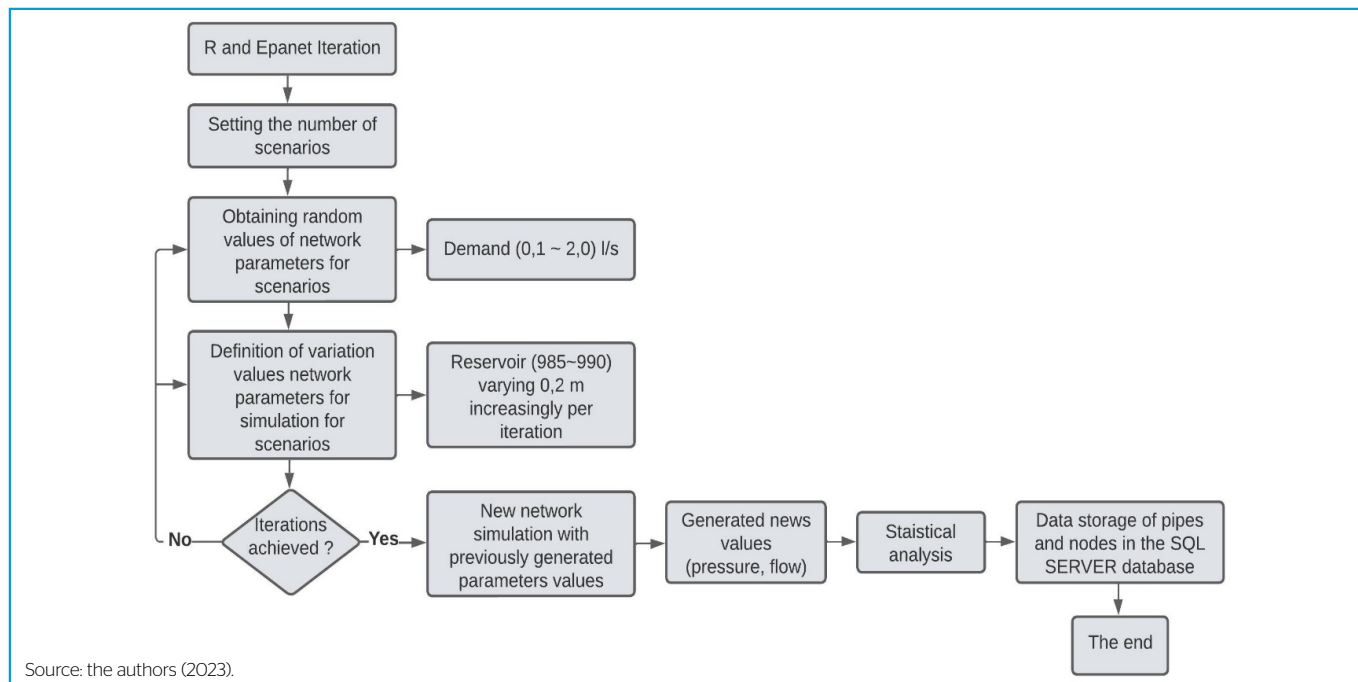 R and Epanet Iteration
Setting the number of
scenarios
Obtaining random
values of network
parameters for
scenarios
Demand (0,1 ~ 2,0) l/s
Definition of variation
values network
parameters for
simulation for
scenarios
Reservoir (985~990)
varying 0,2 m
increasingly per
iteration
Iterations
achieved ?
No
Yes
New network
simulation with
previously generated
parameters values
Generated news
values
(pressure, flow)
Staistical
analysis
Data storage of pipes
and nodes in the SQL
SERVER database
The end
Source: the authors (2023).